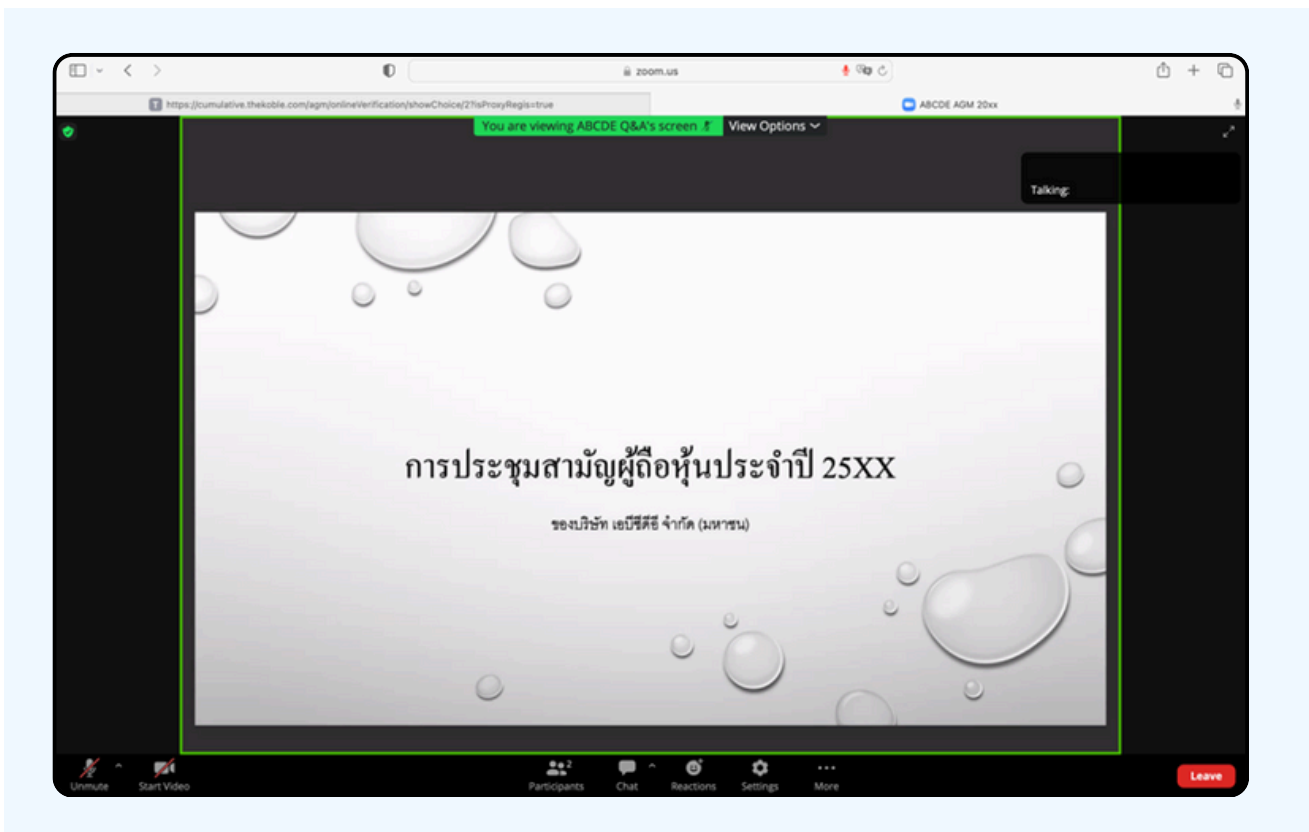 zoom.us
https://cumulative.thekoble.com/agm/onlineVerification/showChoice/2?isProxyRegis=true
ABCDE AGM 20xx
You are viewing ABCDE Q&A's screen
View Options
Talking:
การประชุมสามัญผู้ถือหุ้นประจำปี 25XX
ของบริษัท เอบีซีดีอี จำกัด (มหาชน)
Unmute
Start Video
2
Participants
Chat
Reactions
Settings
More
Leave